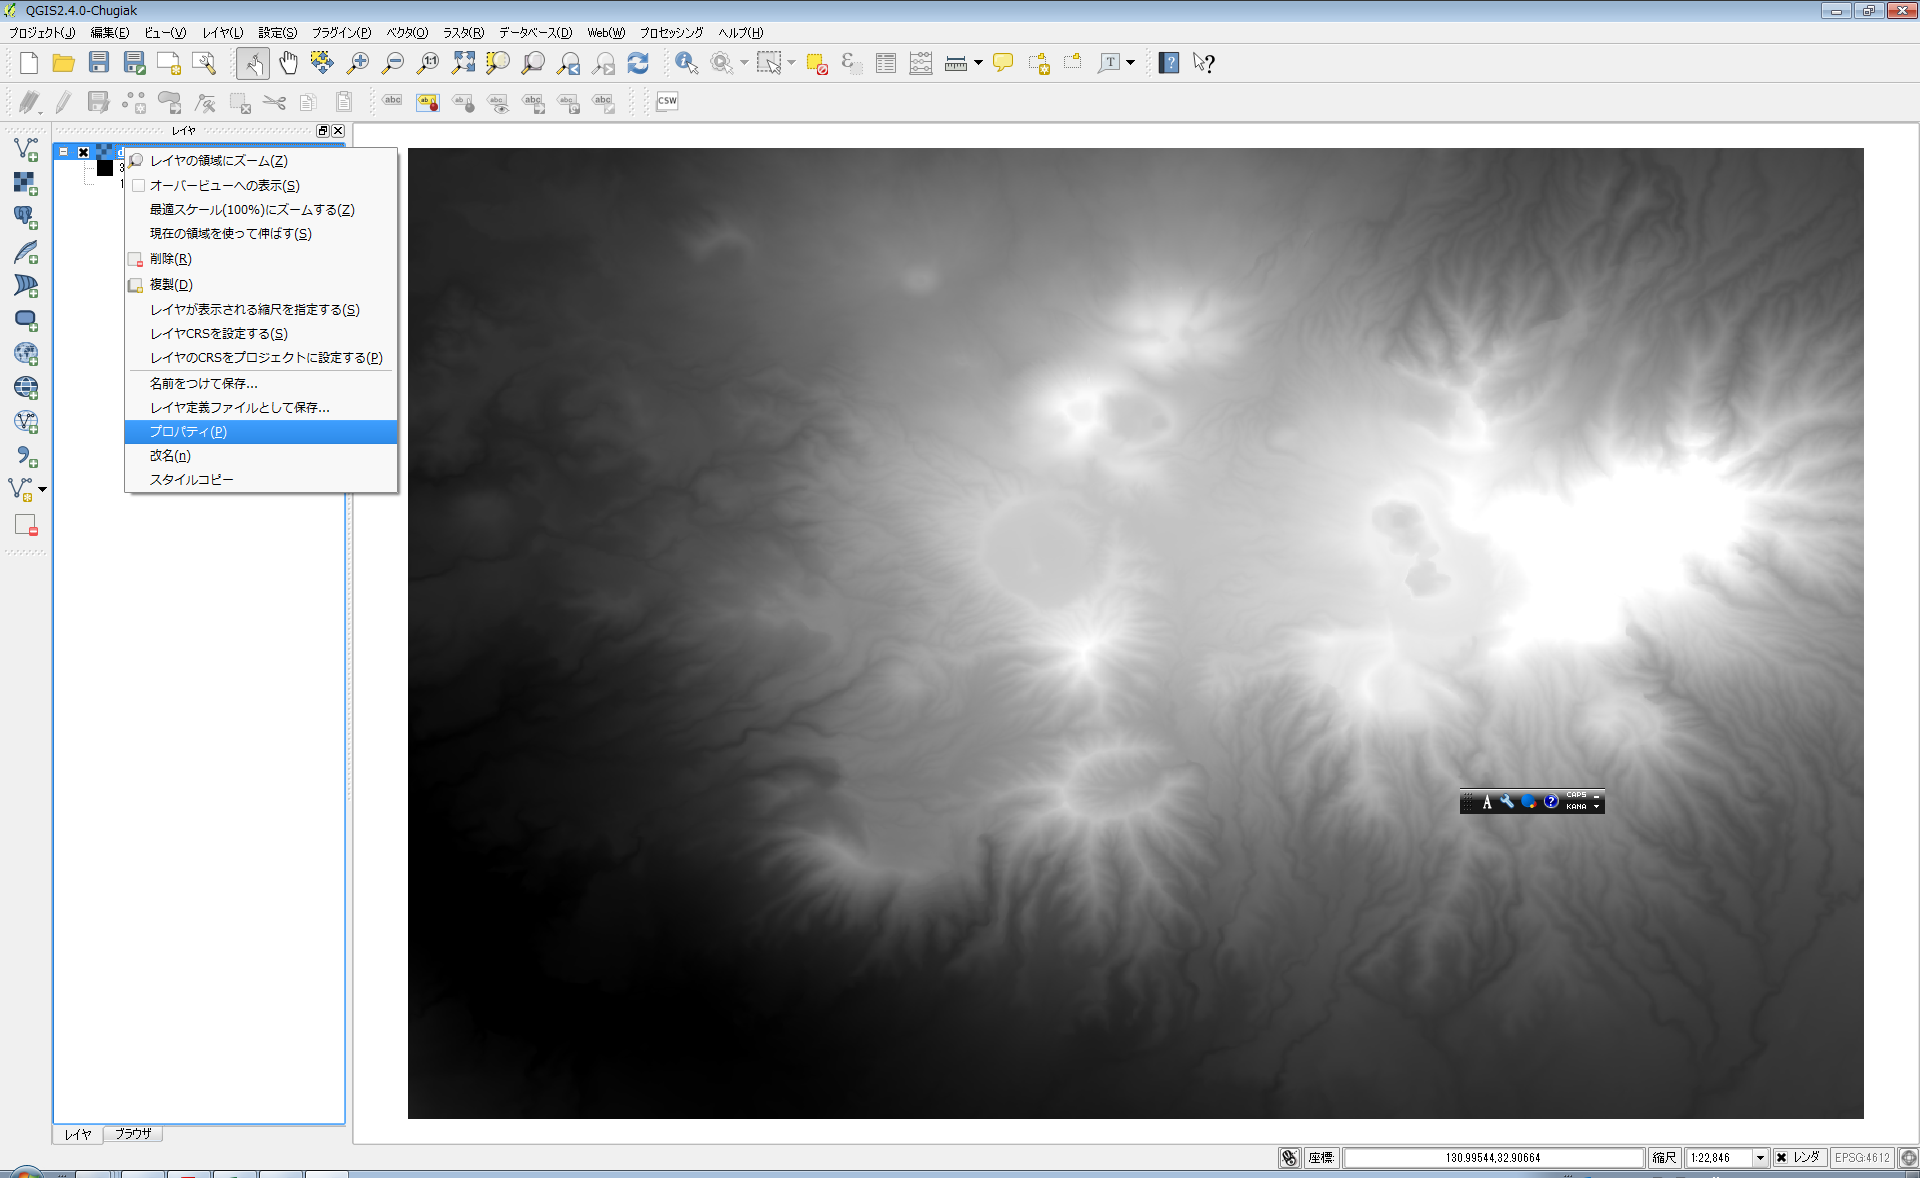 QGIS2.4.0-Chugiak
プロジェクト(J) 編集(E) ビュー(V) レイヤ(L) 設定(S) プラグイン(P) ベクタ(O) ラスタ(R) データベース(D) Web(W) プロセッシング ヘルプ(H)
1:1
T
?
?
abc
ab
ab
abc
abc
abc
abc
CSW
レイヤ
レイヤの領域にズーム(Z)
オーバービューへの表示(S)
最適スケール(100%)にズームする(Z)
現在の領域を使って伸ばす(S)
削除(R)
複製(D)
レイヤが表示される縮尺を指定する(S)
レイヤCRSを設定する(S)
レイヤのCRSをプロジェクトに設定する(P)
名前をつけて保存...
レイヤ定義ファイルとして保存...
プロパティ(P)
改名(n)
スタイルコピー
A ? CAPS
KANA
レイヤ ブラウザ
座標: 130.99544,32.90664 縮尺 1:22,846 レンダ EPSG:4612